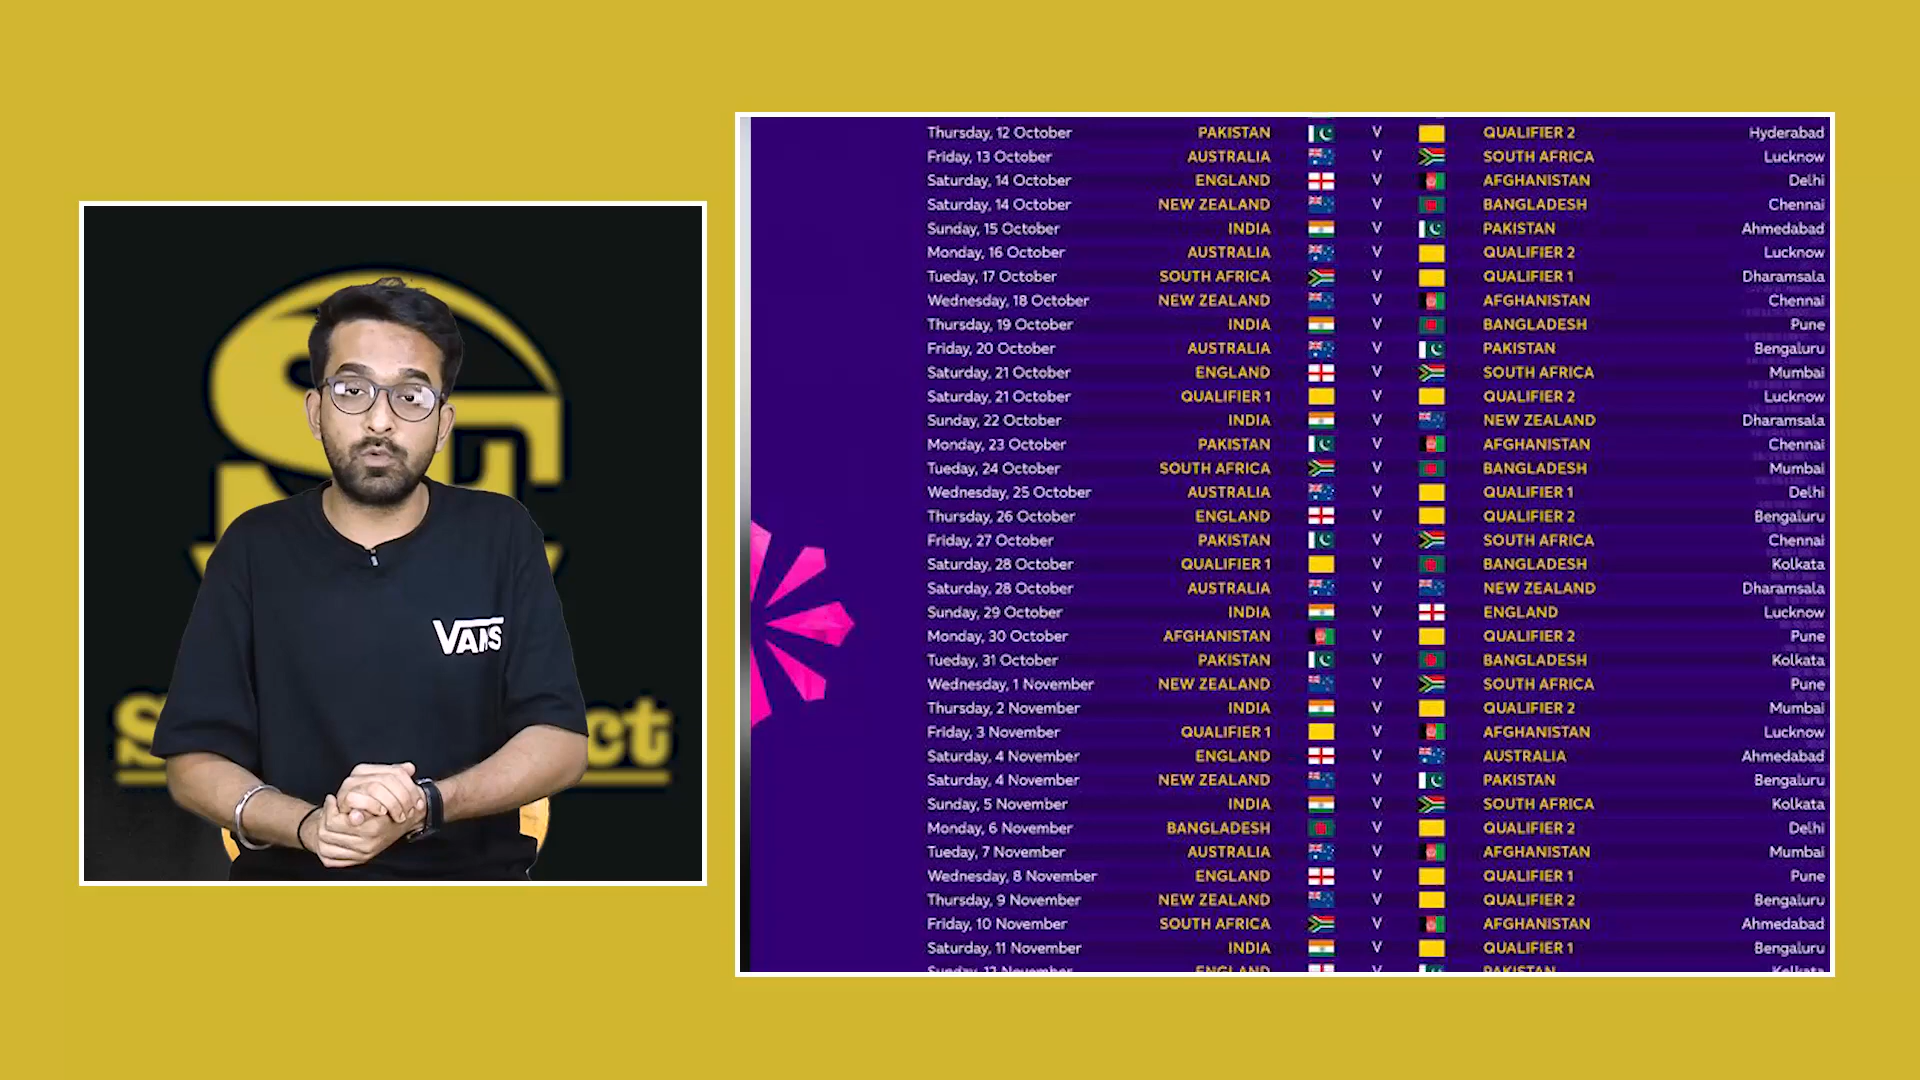 VANS
Thursday, 12 October PAKISTAN V QUALIFIER 2 Hyderabad
Friday, 13 October AUSTRALIA V SOUTH AFRICA Lucknow
Saturday, 14 October ENGLAND V AFGHANISTAN Delhi
Saturday, 14 October NEW ZEALAND V BANGLADESH Chennai
Sunday, 15 October INDIA V PAKISTAN Ahmedabad
Monday, 16 October AUSTRALIA V QUALIFIER 2 Lucknow
Tueday, 17 October SOUTH AFRICA V QUALIFIER 1 Dharamsala
Wednesday, 18 October NEW ZEALAND V AFGHANISTAN Chennai
Thursday, 19 October INDIA V BANGLADESH Pune
Friday, 20 October AUSTRALIA V PAKISTAN Bengaluru
Saturday, 21 October ENGLAND V SOUTH AFRICA Mumbai
Saturday, 21 October QUALIFIER 1 V QUALIFIER 2 Lucknow
Sunday, 22 October INDIA V NEW ZEALAND Dharamsala
Monday, 23 October PAKISTAN V AFGHANISTAN Chennai
Tueday, 24 October SOUTH AFRICA V BANGLADESH Mumbai
Wednesday, 25 October AUSTRALIA V QUALIFIER 1 Delhi
Thursday, 26 October ENGLAND V QUALIFIER 2 Bengaluru
Friday, 27 October PAKISTAN V SOUTH AFRICA Chennai
Saturday, 28 October QUALIFIER 1 V BANGLADESH Kolkata
Saturday, 28 October AUSTRALIA V NEW ZEALAND Dharamsala
Sunday, 29 October INDIA V ENGLAND Lucknow
Monday, 30 October AFGHANISTAN V QUALIFIER 2 Pune
Tueday, 31 October PAKISTAN V BANGLADESH Kolkata
Wednesday, 1 November NEW ZEALAND V SOUTH AFRICA Pune
Thursday, 2 November INDIA V QUALIFIER 2 Mumbai
Friday, 3 November QUALIFIER 1 V AFGHANISTAN Lucknow
Saturday, 4 November ENGLAND V AUSTRALIA Ahmedabad
Saturday, 4 November NEW ZEALAND V PAKISTAN Bengaluru
Sunday, 5 November INDIA V SOUTH AFRICA Kolkata
Monday, 6 November BANGLADESH V QUALIFIER 2 Delhi
Tueday, 7 November AUSTRALIA V AFGHANISTAN Mumbai
Wednesday, 8 November ENGLAND V QUALIFIER 1 Pune
Thursday, 9 November NEW ZEALAND V QUALIFIER 2 Bengaluru
Friday, 10 November SOUTH AFRICA V AFGHANISTAN Ahmedabad
Saturday, 11 November INDIA V QUALIFIER 1 Bengaluru
Sunday, 12 November ENGLAND V PAKISTAN Kolkata